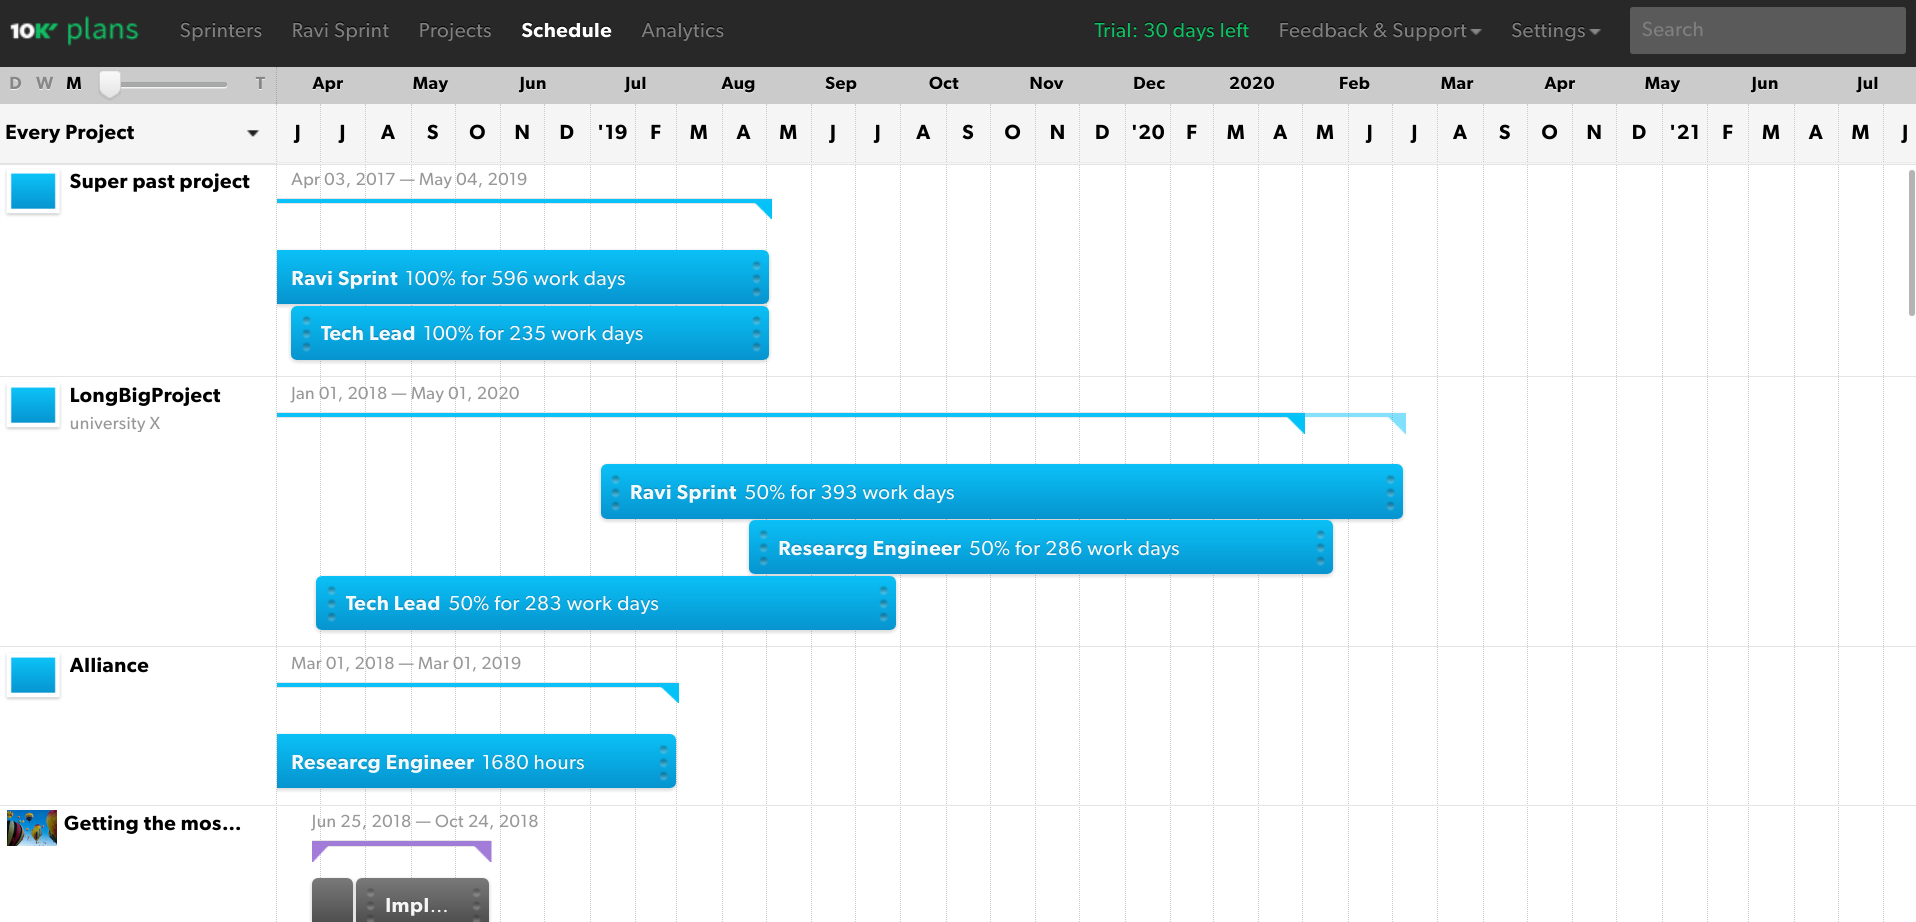 10K plans Sprinters Ravi Sprint Projects Schedule Analytics Trial: 30 days left Feedback & Support Settings Search
D W M T Apr May Jun Jul Aug Sep Oct Nov Dec 2020 Feb Mar Apr May Jun Jul
Every Project J J A S O N D '19 F M A M J J A S O N D '20 F M A M J J A S O N D '21 F M A M J
Super past project Apr 03, 2017 — May 04, 2019
Ravi Sprint 100% for 596 work days
Tech Lead 100% for 235 work days
LongBigProject Jan 01, 2018 — May 01, 2020
university X
Ravi Sprint 50% for 393 work days
Researcg Engineer 50% for 286 work days
Tech Lead 50% for 283 work days
Alliance Mar 01, 2018 — Mar 01, 2019
Researcg Engineer 1680 hours
Getting the mos... Jun 25, 2018 — Oct 24, 2018
Impl...